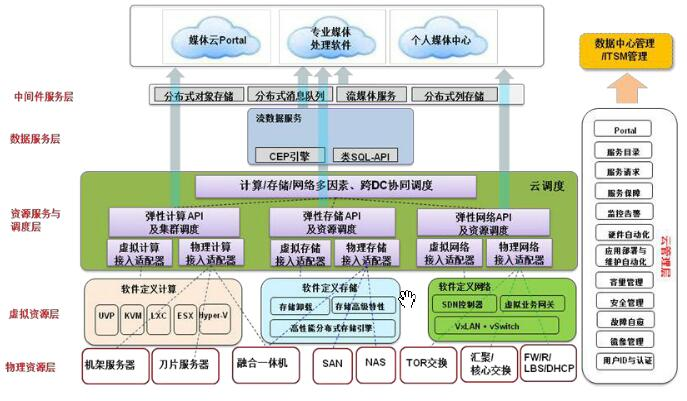 媒体云Portal
专业媒体
处理软件
个人媒体中心
数据中心管理
/ITSM管理
中间件服务层
分布式对象存储
分布式消息队列
流媒体服务
分布式列存储
数据服务层
流数据服务
CEP引擎
类SQL-API
资源服务与
调度层
计算/存储/网络多因素、跨DC协同调度
云调度
弹性计算API
及集群调度
弹性存储API
及资源调度
弹性网络API
及资源调度
虚拟计算
接入适配器
物理计算
接入适配器
虚拟存储
接入适配器
物理存储
接入适配器
虚拟网络
接入适配器
物理网络
接入适配器
虚拟资源层
软件定义计算
UVP
KVM
LXC
ESX
Hyper-V
软件定义存储
存储卸载
存储高级特性
高性能分布式存储引擎
软件定义网络
SDN控制器
虚拟业务网关
VxLAN + vSwitch
物理资源层
机架服务器
刀片服务器
融合一体机
SAN
NAS
TOR交换
汇聚/
核心交换
FW/R/
LBS/DHCP
Portal
服务目录
服务请求
服务保障
监控告警
硬件自动化
应用部署与
维护自动化
容量管理
安全管理
故障自愈
镜像管理
用户ID与认证
云管理层